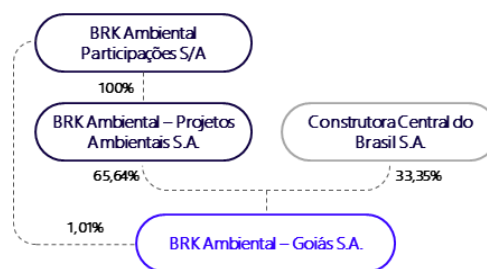 BRK Ambiental
Participações S/A
100%
BRK Ambiental – Projetos
Ambientais S.A.
Construtora Central do
Brasil S.A.
65,64%
33,35%
1,01%
BRK Ambiental – Goiás S.A.